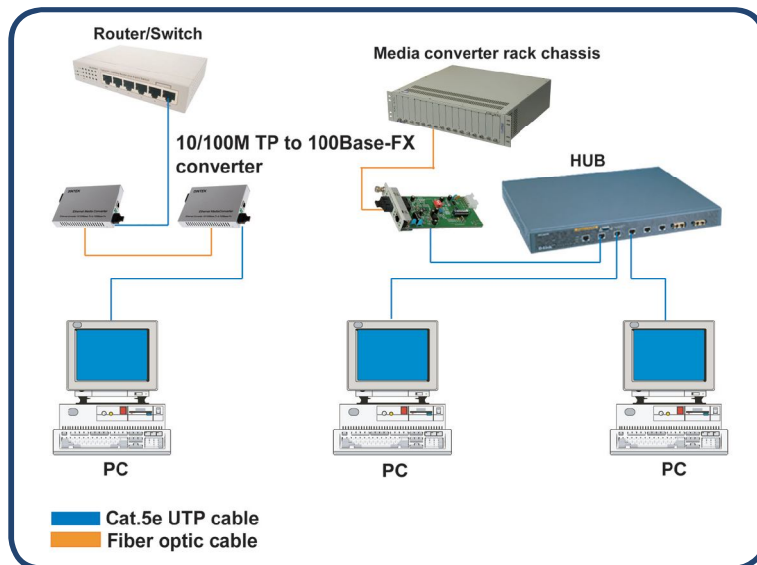 Router/Switch
Media converter rack chassis
10/100M TP to 100Base-FX
converter
HUB
PC
PC
PC
Cat.5e UTP cable
Fiber optic cable